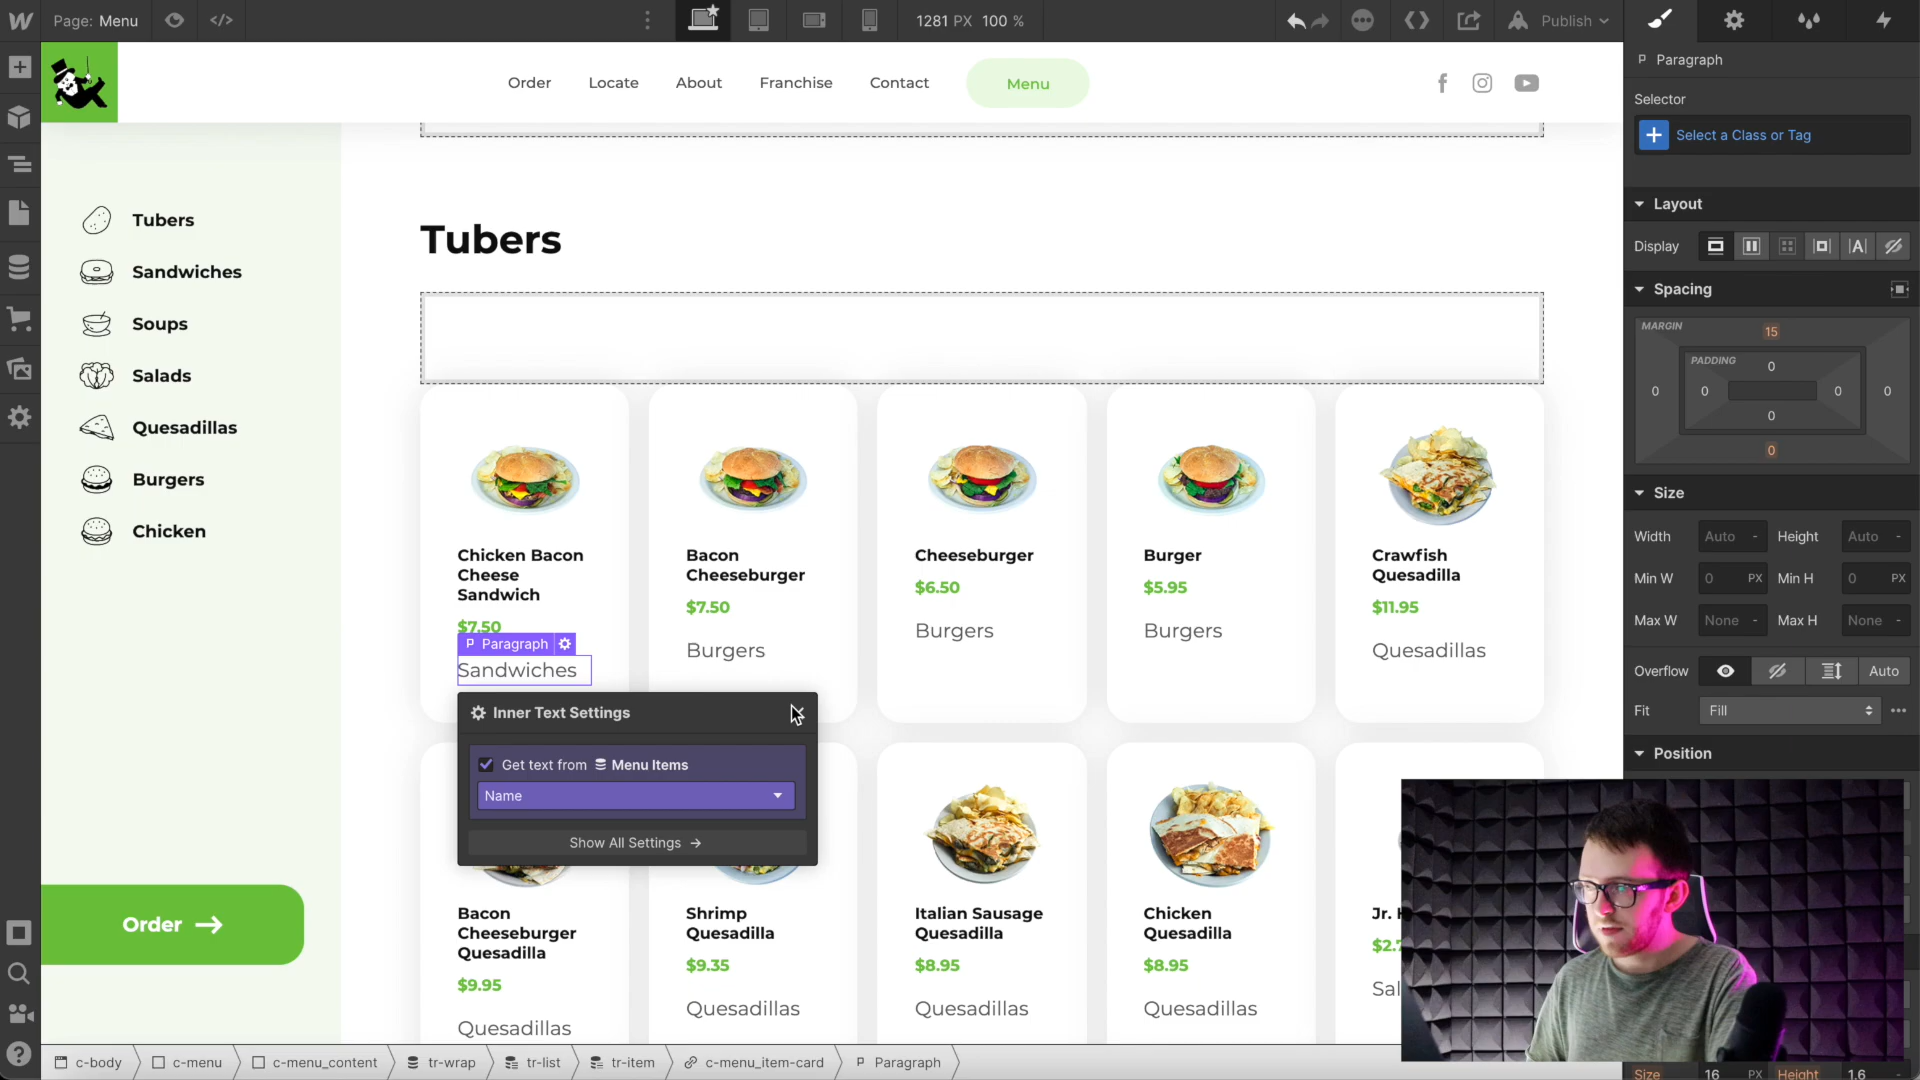 Page: Menu
1281 PX 100 %
Publish
Order
Locate
About
Franchise
Contact
Menu
Tubers
Sandwiches
Soups
Salads
Quesadillas
Burgers
Chicken
Order
Tubers
Chicken Bacon
Cheese
Sandwich
$7.50
Paragraph
Sandwiches
Bacon
Cheeseburger
$7.50
Burgers
Cheeseburger
$6.50
Burgers
Burger
$5.95
Burgers
Crawfish
Quesadilla
$11.95
Quesadillas
Inner Text Settings
Get text from Menu Items
Name
Show All Settings
Bacon
Cheeseburger
Quesadilla
$9.95
Quesadillas
Shrimp
Quesadilla
$9.35
Quesadillas
Italian Sausage
Quesadilla
$8.95
Quesadillas
Chicken
Quesadilla
$8.95
Quesadillas
Jr.
$2.
Sal
c-body
c-menu
c-menu_content
tr-wrap
tr-list
tr-item
c-menu_item-card
Paragraph
Paragraph
Selector
Select a Class or Tag
Layout
Display
Spacing
MARGIN
15
PADDING
0
0 0 0 0
0
0
Size
Width Auto - Height Auto -
Min W 0 PX Min H 0 PX
Max W None - Max H None -
Overflow Auto
Fit Fill
Position
Size 16 PX Height 1.6 -